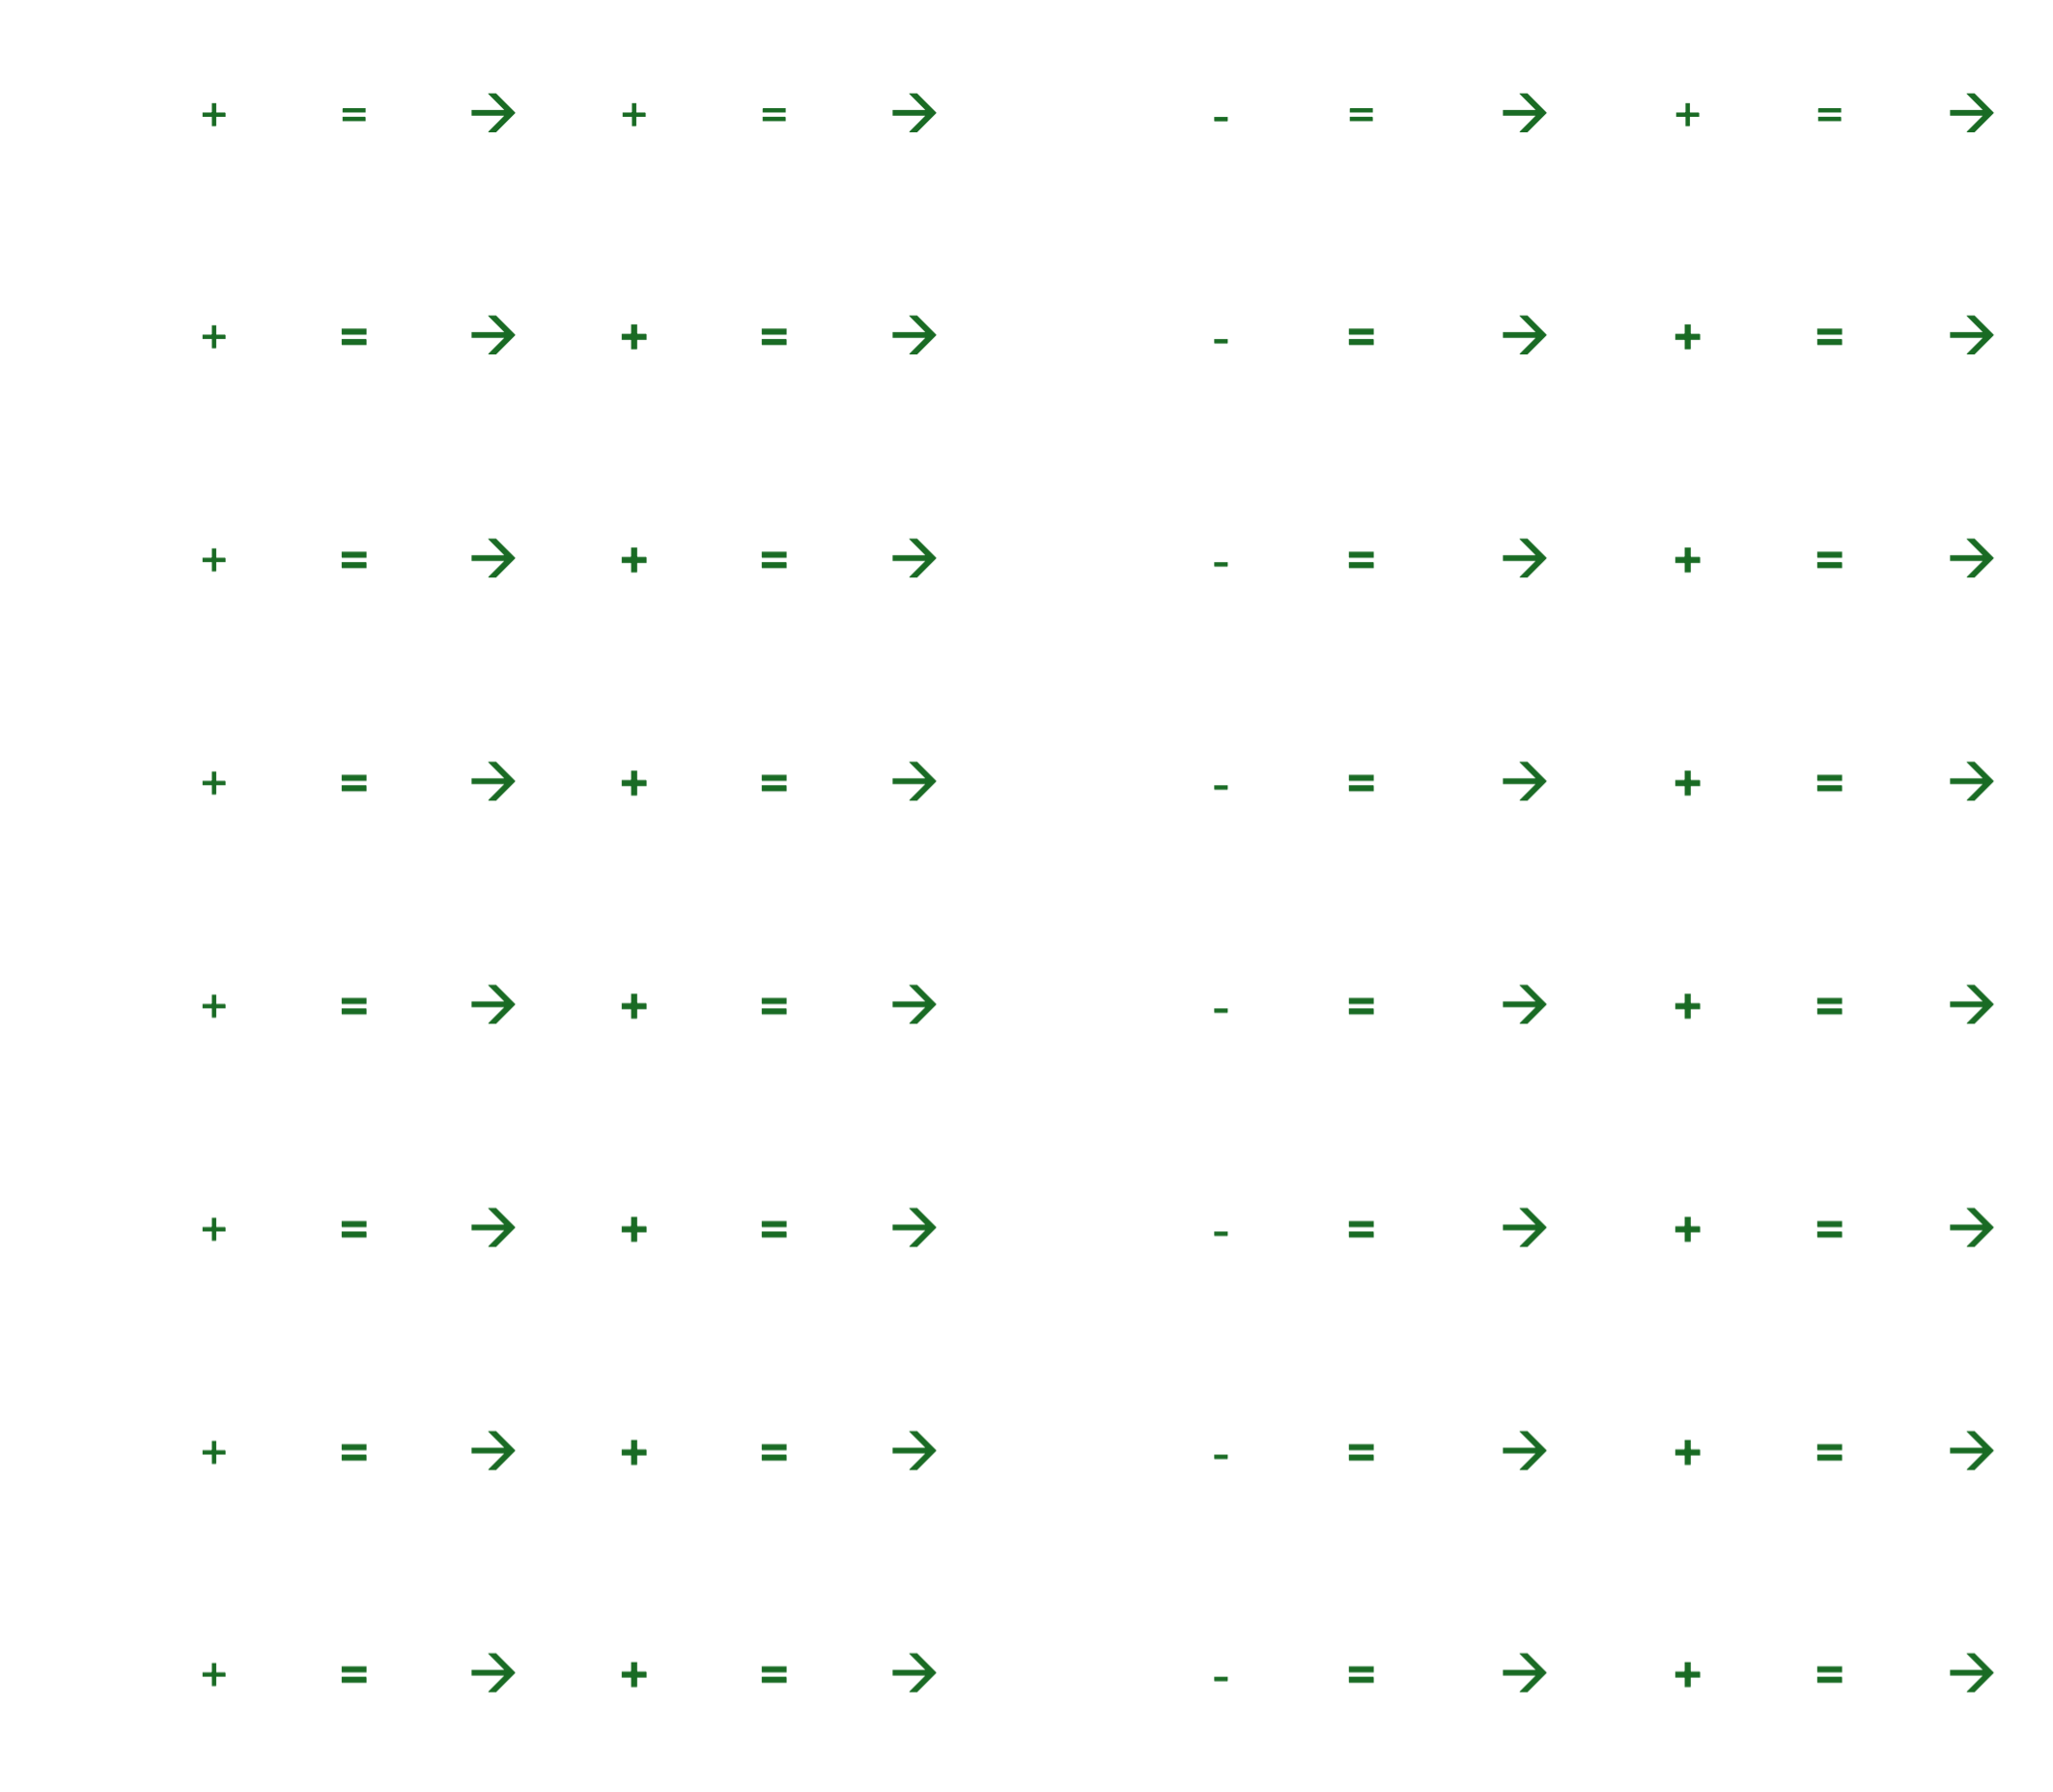 + = → + = → - = → + = →
+ = → + = → - = → + = →
+ = → + = → - = → + = →
+ = → + = → - = → + = →
+ = → + = → - = → + = →
+ = → + = → - = → + = →
+ = → + = → - = → + = →
+ = → + = → - = → + = →